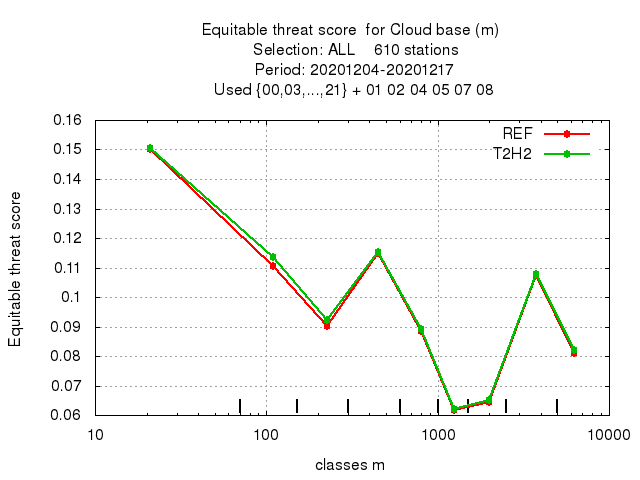 Equitable threat score  for Cloud base (m)
Selection: ALL    610 stations
Period: 20201204-20201217
Used {00,03,...,21} + 01 02 04 05 07 08
REF
T2H2
Equitable threat score
0.16
0.15
0.14
0.13
0.12
0.11
0.1
0.09
0.08
0.07
0.06
10 100 1000 10000
classes m